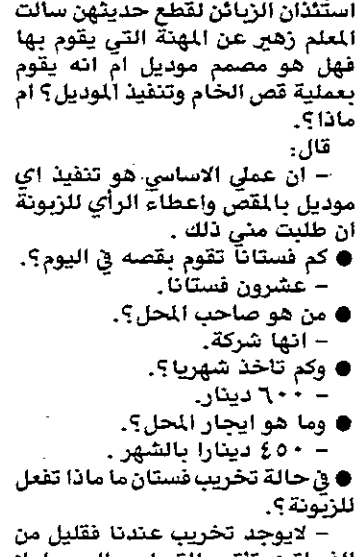 استئذان الزبائن لقطع حديثهن سألت
المعلم زهير عن المهنة التي يقوم بها
فهل هو مصمم موديل ام انه يقوم
بعملية قص الخام وتنفيذ الموديل؟ ام
ماذا؟.
قال:
– ان عملي الاساسي هو تنفيذ اي
موديل بالمقص واعطاء الرأي للزبونة
ان طلبت مني ذلك .
● كم فستانا تقوم بقصه في اليوم؟.
– عشرون فستانا.
● من هو صاحب المحل؟.
– انها شركة.
● وكم تاخذ شهريا؟.
– ٦٠٠ دينار.
● وما هو ايجار المحل؟.
– ٤٥٠ دينارا بالشهر .
● في حالة تخريب فستان ما ماذا تفعل
للزبونة؟.
– لايوجد تخريب عندنا فقليل من